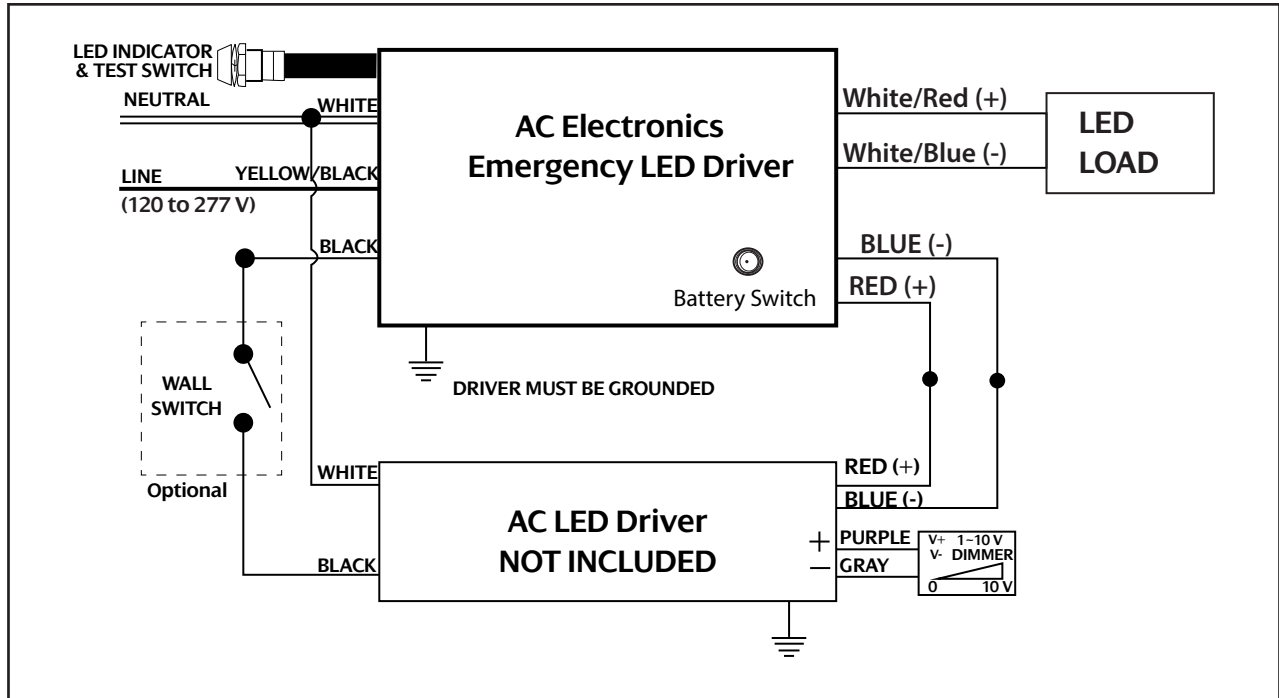 LED INDICATOR
& TEST SWITCH
NEUTRAL
WHITE
LINE
YELLOW/BLACK
(120 to 277 V)
BLACK
AC Electronics
Emergency LED Driver
Battery Switch
White/Red (+)
White/Blue (-)
LED
LOAD
BLUE (-)
RED (+)
DRIVER MUST BE GROUNDED
WALL
SWITCH
Optional
WHITE
BLACK
AC LED Driver
NOT INCLUDED
RED (+)
BLUE (-)
+ PURPLE
− GRAY
V+ 1~10 V
V- DIMMER
0 10 V